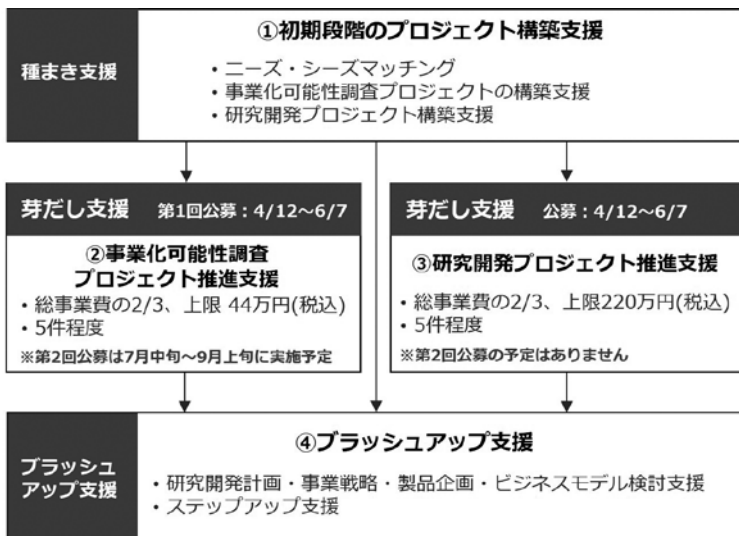 ①初期段階のプロジェクト構築支援
種まき支援
・ニーズ・シーズマッチング
・事業化可能性調査プロジェクトの構築支援
・研究開発プロジェクト構築支援
芽だし支援 第1回公募：4/12～6/7
②事業化可能性調査
プロジェクト推進支援
・総事業費の2/3、上限 44万円(税込)
・5件程度
※第2回公募は7月中旬～9月上旬に実施予定
芽だし支援 公募：4/12～6/7
③研究開発プロジェクト推進支援
・総事業費の2/3、上限220万円(税込)
・5件程度
※第2回公募の予定はありません
④ブラッシュアップ支援
ブラッシュ
アップ支援
・研究開発計画・事業戦略・製品企画・ビジネスモデル検討支援
・ステップアップ支援